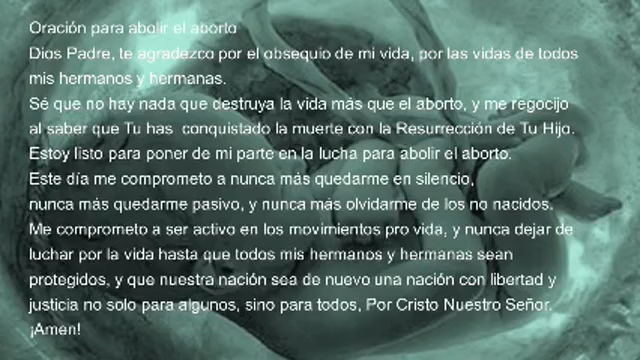 Oración para abolir el aborto
Dios Padre, te agradezco por el obsequio de mi vida, por las vidas de todos
mis hermanos y hermanas.
Sé que no hay nada que destruya la vida más que el aborto, y me regocijo
al saber que Tu has conquistado la muerte con la Resurrección de Tu Hijo.
Estoy listo para poner de mi parte en la lucha para abolir el aborto.
Este día me comprometo a nunca más quedarme en silencio,
nunca más quedarme pasivo, y nunca más olvidarme de los no nacidos.
Me comprometo a ser activo en los movimientos pro vida, y nunca dejar de
luchar por la vida hasta que todos mis hermanos y hermanas sean
protegidos, y que nuestra nación sea de nuevo una nación con libertad y
justicia no solo para algunos, sino para todos, Por Cristo Nuestro Señor.
¡Amen!